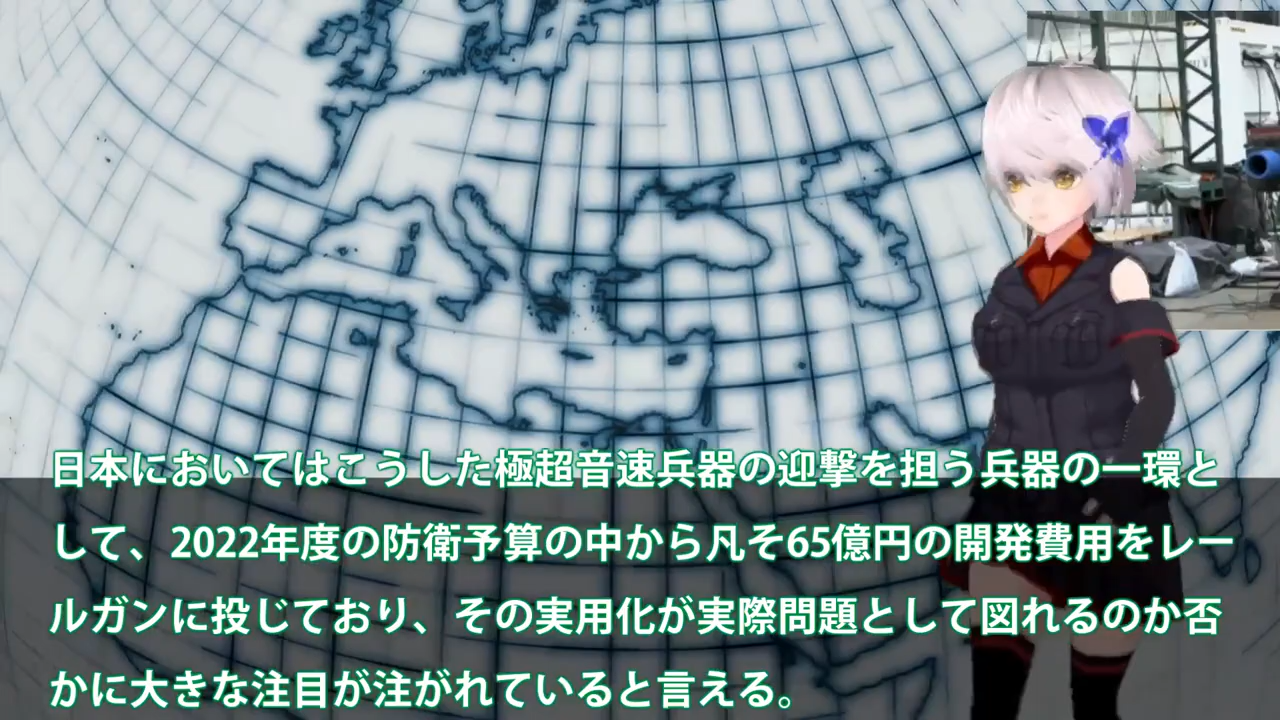 日本においてはこうした極超音速兵器の迎撃を担う兵器の一環と
して、2022年度の防衛予算の中から凡そ65億円の開発費用をレー
ルガンに投じており、その実用化が実際問題として図れるのか否
かに大きな注目が注がれていると言える。